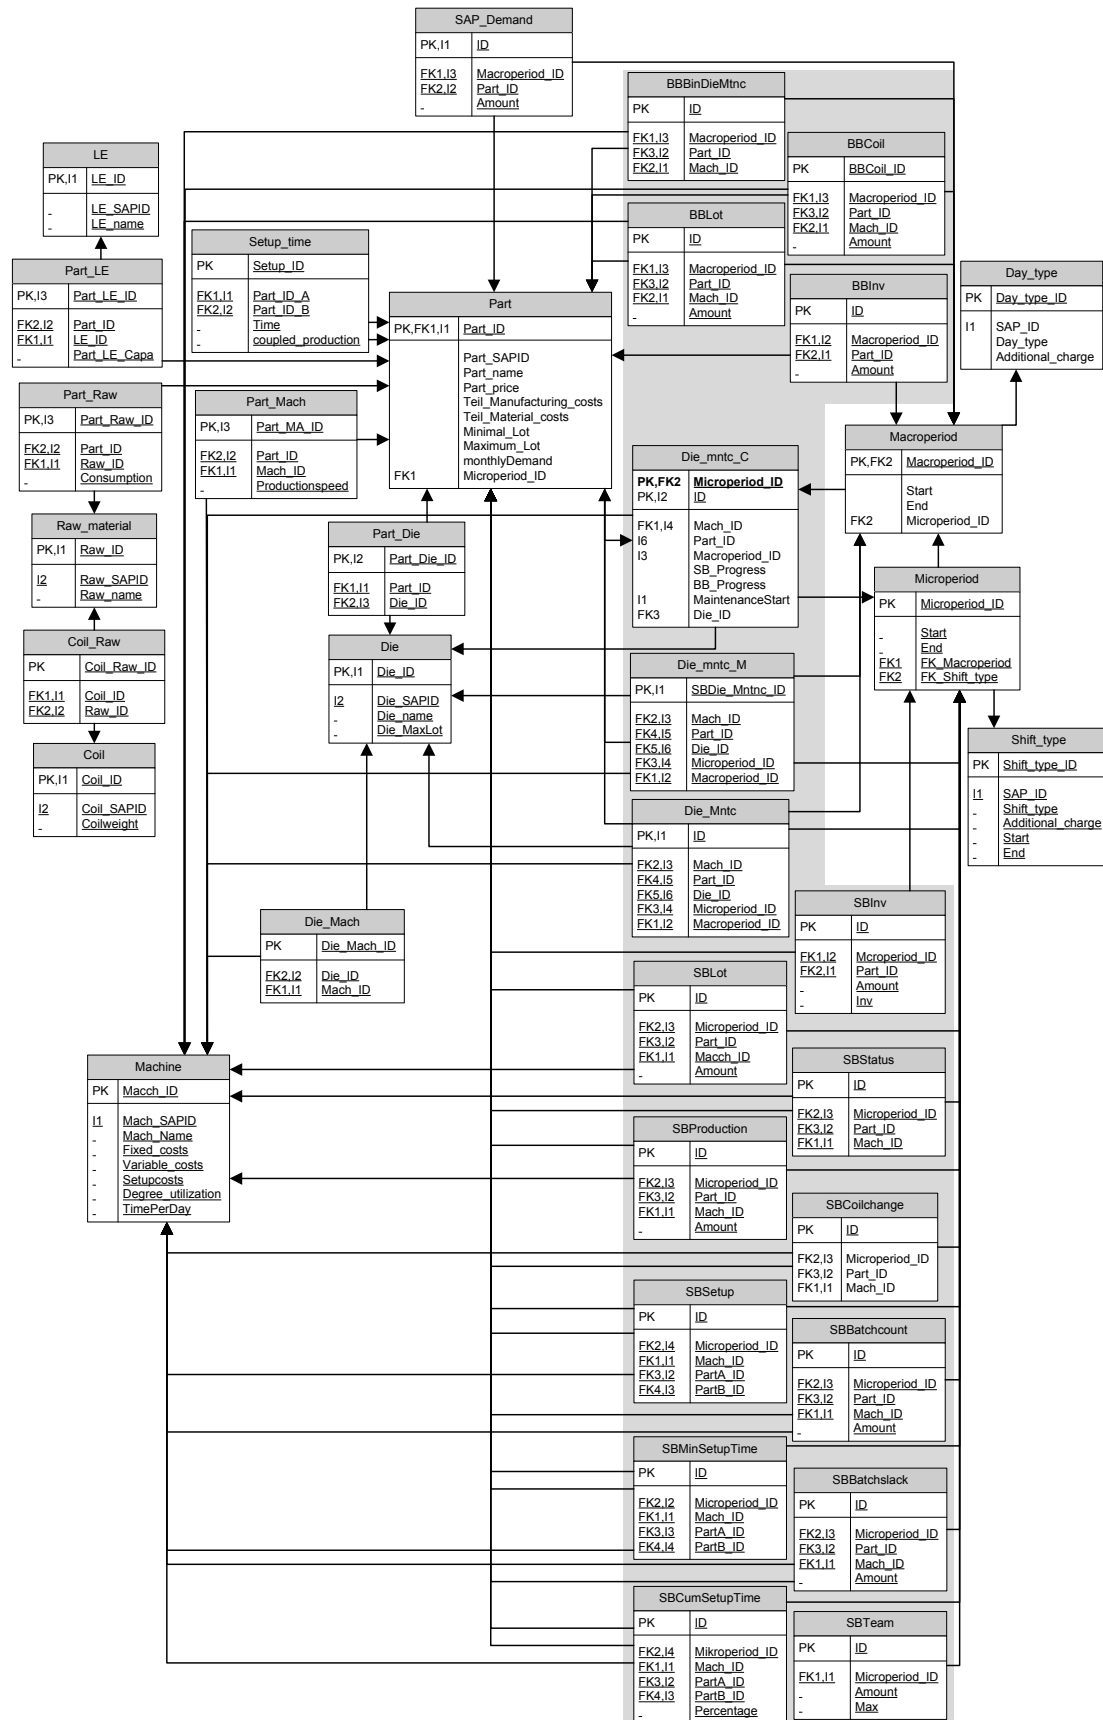 SAP_Demand
PK,I1 ID
FK1,I3 Macroperiod_ID
FK2,I2 Part_ID
- Amount
BBBinDieMtnc
PK ID
FK1,I3 Macroperiod_ID
FK3,I2 Part_ID
FK2,I1 Mach_ID
BBCoil
PK BBCoil_ID
FK1,I3 Macroperiod_ID
FK3,I2 Part_ID
FK2,I1 Mach_ID
- Amount
LE
PK,I1 LE_ID
- LE_SAPID
- LE_name
BBLot
PK ID
FK1,I3 Macroperiod_ID
FK3,I2 Part_ID
FK2,I1 Mach_ID
- Amount
Setup_time
PK Setup_ID
FK1,I1 Part_ID_A
FK2,I2 Part_ID_B
- Time
- coupled_production
Part_LE
PK,I3 Part_LE_ID
FK2,I2 Part_ID
FK1,I1 LE_ID
- Part_LE_Capa
Part
PK,FK1,I1 Part_ID
Part_SAPID
Part_name
Part_price
Teil_Manufacturing_costs
Teil_Material_costs
Minimal_Lot
Maximum_Lot
monthlyDemand
FK1 Microperiod_ID
BBInv
PK ID
FK1,I2 Macroperiod_ID
FK2,I1 Part_ID
- Amount
Day_type
PK Day_type_ID
I1 SAP_ID
Day_type
Additional_charge
Part_Raw
PK,I3 Part_Raw_ID
FK2,I2 Part_ID
FK1,I1 Raw_ID
- Consumption
Part_Mach
PK,I3 Part_MA_ID
FK2,I2 Part_ID
FK1,I1 Mach_ID
- Productionspeed
Macroperiod
PK,FK2 Macroperiod_ID
Start
End
FK2 Microperiod_ID
Die_mntc_C
PK,FK2 Microperiod_ID
PK,I2 ID
FK1,I4 Mach_ID
I6 Part_ID
I3 Macroperiod_ID
SB_Progress
BB_Progress
I1 MaintenanceStart
FK3 Die_ID
Raw_material
PK,I1 Raw_ID
I2 Raw_SAPID
- Raw_name
Part_Die
PK,I2 Part_Die_ID
FK1,I1 Part_ID
FK2,I3 Die_ID
Microperiod
PK Microperiod_ID
- Start
- End
FK1 FK_Macroperiod
FK2 FK_Shift_type
Coil_Raw
PK Coil_Raw_ID
FK1,I1 Coil_ID
FK2,I2 Raw_ID
Die
PK,I1 Die_ID
I2 Die_SAPID
- Die_name
- Die_MaxLot
Die_mntc_M
PK,I1 SBDie_Mntnc_ID
FK2,I3 Mach_ID
FK4,I5 Part_ID
FK5,I6 Die_ID
FK3,I4 Microperiod_ID
FK1,I2 Macroperiod_ID
Coil
PK,I1 Coil_ID
I2 Coil_SAPID
- Coilweight
Shift_type
PK Shift_type_ID
I1 SAP_ID
- Shift_type
- Additional_charge
- Start
- End
Die_Mntc
PK,I1 ID
FK2,I3 Mach_ID
FK4,I5 Part_ID
FK5,I6 Die_ID
FK3,I4 Microperiod_ID
FK1,I2 Macroperiod_ID
SBInv
PK ID
FK1,I2 Mcroperiod_ID
FK2,I1 Part_ID
- Amount
- Inv
Die_Mach
PK Die_Mach_ID
FK2,I2 Die_ID
FK1,I1 Mach_ID
SBLot
PK ID
FK2,I3 Microperiod_ID
FK3,I2 Part_ID
FK1,I1 Macch_ID
- Amount
Machine
PK Macch_ID
I1 Mach_SAPID
- Mach_Name
- Fixed_costs
- Variable_costs
- Setupcosts
- Degree_utilization
- TimePerDay
SBStatus
PK ID
FK2,I3 Microperiod_ID
FK3,I2 Part_ID
FK1,I1 Mach_ID
SBProduction
PK ID
FK2,I3 Microperiod_ID
FK3,I2 Part_ID
FK1,I1 Mach_ID
- Amount
SBCoilchange
PK ID
FK2,I3 Microperiod_ID
FK3,I2 Part_ID
FK1,I1 Mach_ID
SBSetup
PK ID
FK2,I4 Microperiod_ID
FK1,I1 Mach_ID
FK3,I2 PartA_ID
FK4,I3 PartB_ID
SBBatchcount
PK ID
FK2,I3 Microperiod_ID
FK3,I2 Part_ID
FK1,I1 Mach_ID
- Amount
SBMinSetupTime
PK ID
FK2,I2 Microperiod_ID
FK1,I1 Mach_ID
FK3,I3 PartA_ID
FK4,I4 PartB_ID
SBBatchslack
PK ID
FK2,I3 Microperiod_ID
FK3,I2 Part_ID
FK1,I1 Mach_ID
- Amount
SBCumSetupTime
PK ID
FK2,I4 Mikroperiod_ID
FK1,I1 Mach_ID
FK3,I2 PartA_ID
FK4,I3 PartB_ID
- Percentage
SBTeam
PK ID
FK1,I1 Microperiod_ID
- Amount
- Max